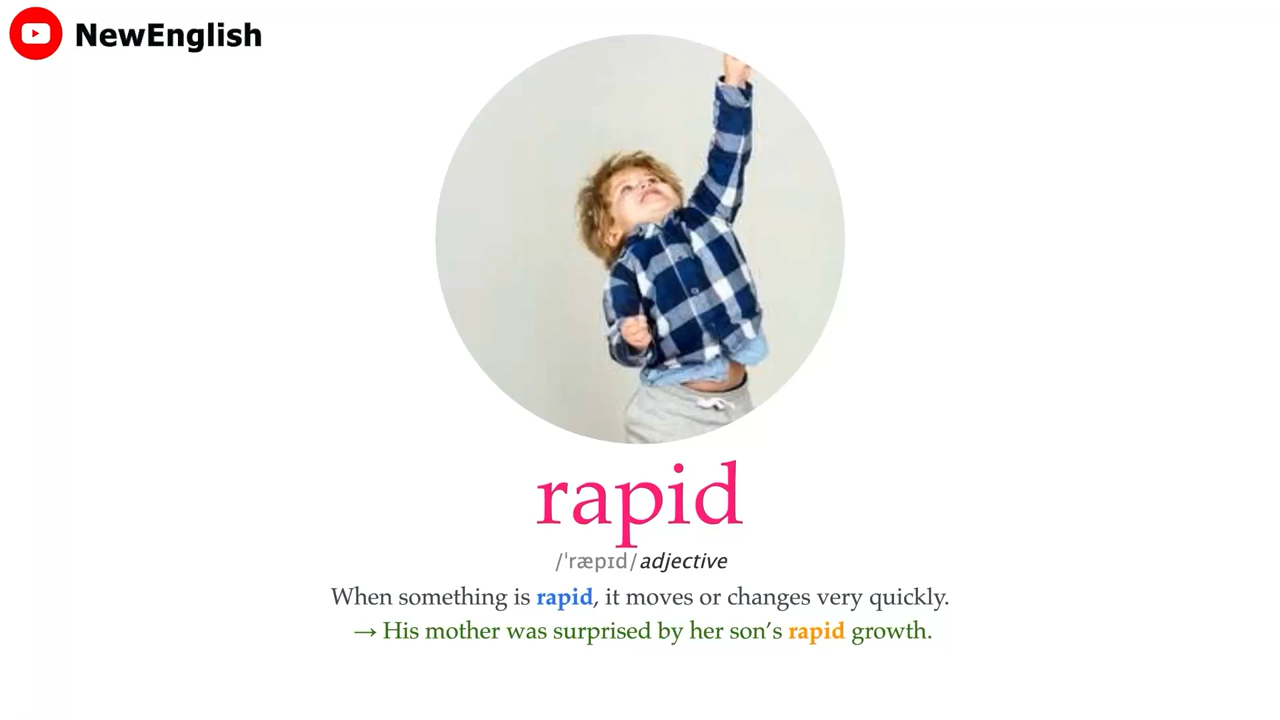 NewEnglish
rapid
/ˈræpɪd/ adjective
When something is rapid, it moves or changes very quickly.
→ His mother was surprised by her son’s rapid growth.